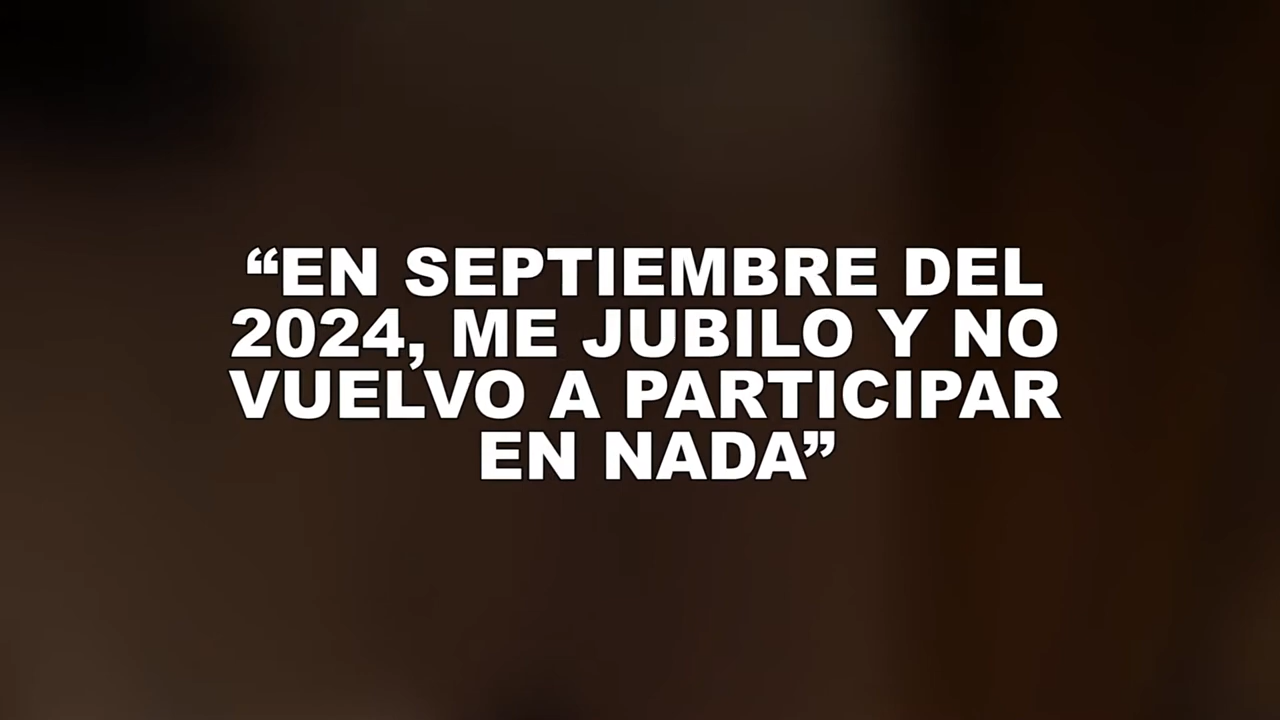 “EN SEPTIEMBRE DEL
2024, ME JUBILO Y NO
VUELVO A PARTICIPAR
EN NADA”